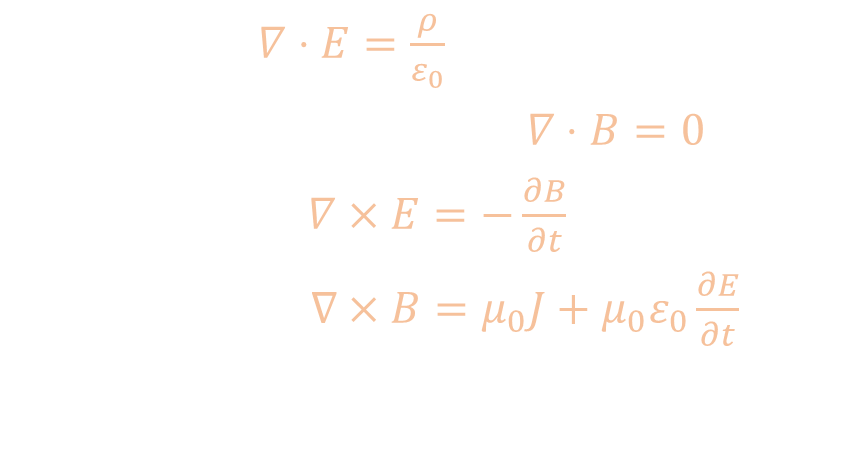 ∇ · E = ρ/ε₀
∇ · B = 0
∇ × E = − ∂B/∂t
∇ × B = μ₀J + μ₀ε₀ ∂E/∂t